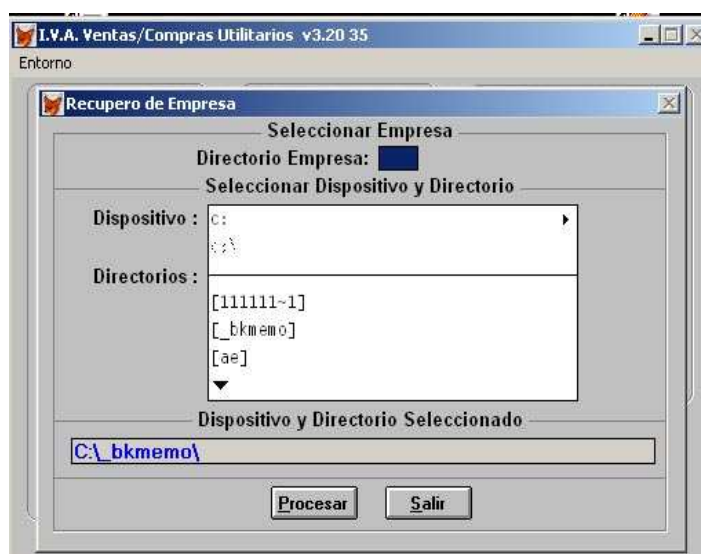 I.V.A. Ventas/Compras Utilitarios v3.20 35
Entorno
Recupero de Empresa
Seleccionar Empresa
Directorio Empresa:
Seleccionar Dispositivo y Directorio
Dispositivo : c:
c:\
Directorios :
[111111~1]
[_bkmemo]
[ae]
Dispositivo y Directorio Seleccionado
C:\_bkmemo\
Procesar Salir